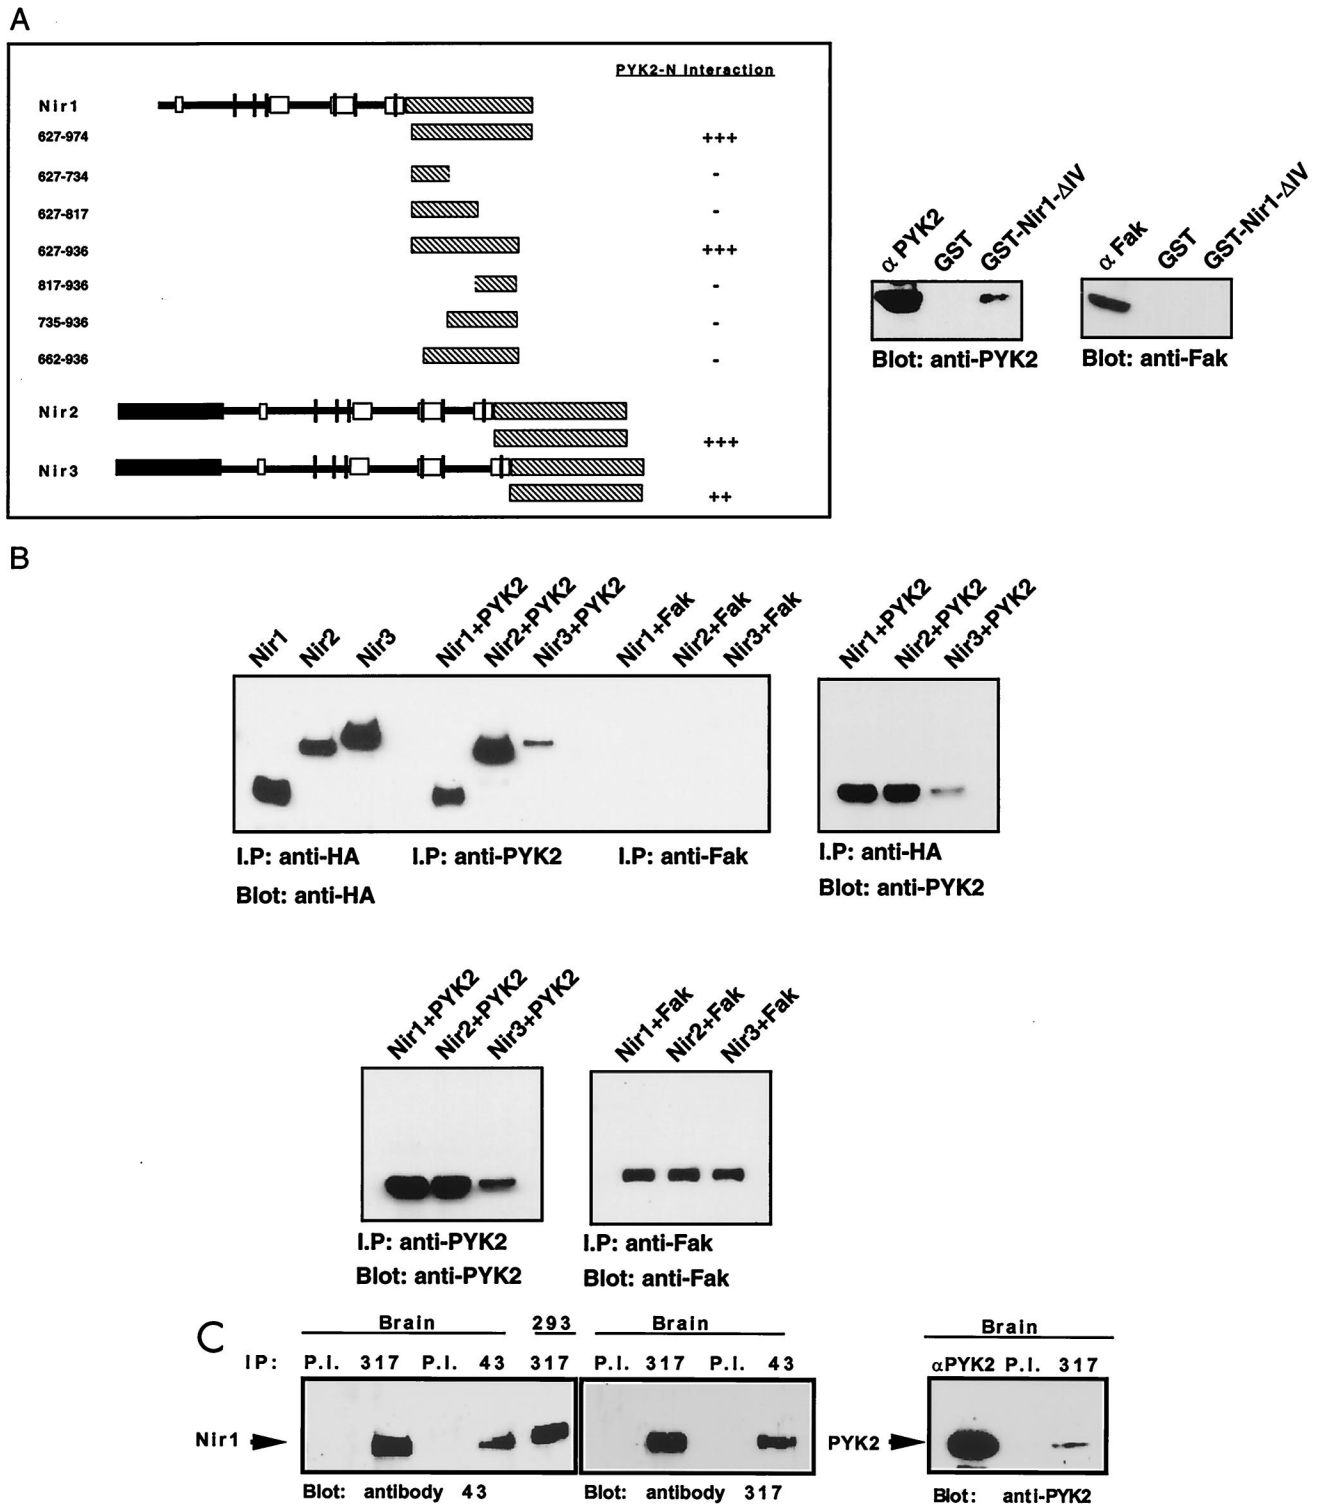 A
PYK2-N Interaction
Nir1
627-974 +++
627-734 -
627-817 -
627-936 +++
817-936 -
735-936 -
662-936 -
Nir2
+++
Nir3
++
α PYK2 GST GST-Nir1-ΔIV
Blot: anti-PYK2
α Fak GST GST-Nir1-ΔIV
Blot: anti-Fak
B
Nir1 Nir2 Nir3 Nir1+PYK2 Nir2+PYK2 Nir3+PYK2 Nir1+Fak Nir2+Fak Nir3+Fak
I.P: anti-HA I.P: anti-PYK2 I.P: anti-Fak
Blot: anti-HA
Nir1+PYK2 Nir2+PYK2 Nir3+PYK2
I.P: anti-HA
Blot: anti-PYK2
Nir1+PYK2 Nir2+PYK2 Nir3+PYK2
I.P: anti-PYK2
Blot: anti-PYK2
Nir1+Fak Nir2+Fak Nir3+Fak
I.P: anti-Fak
Blot: anti-Fak
C
Brain 293 Brain Brain
IP: P.I. 317 P.I. 43 317 P.I. 317 P.I. 43 αPYK2 P.I. 317
Nir1
PYK2
Blot: antibody 43
Blot: antibody 317
Blot: anti-PYK2